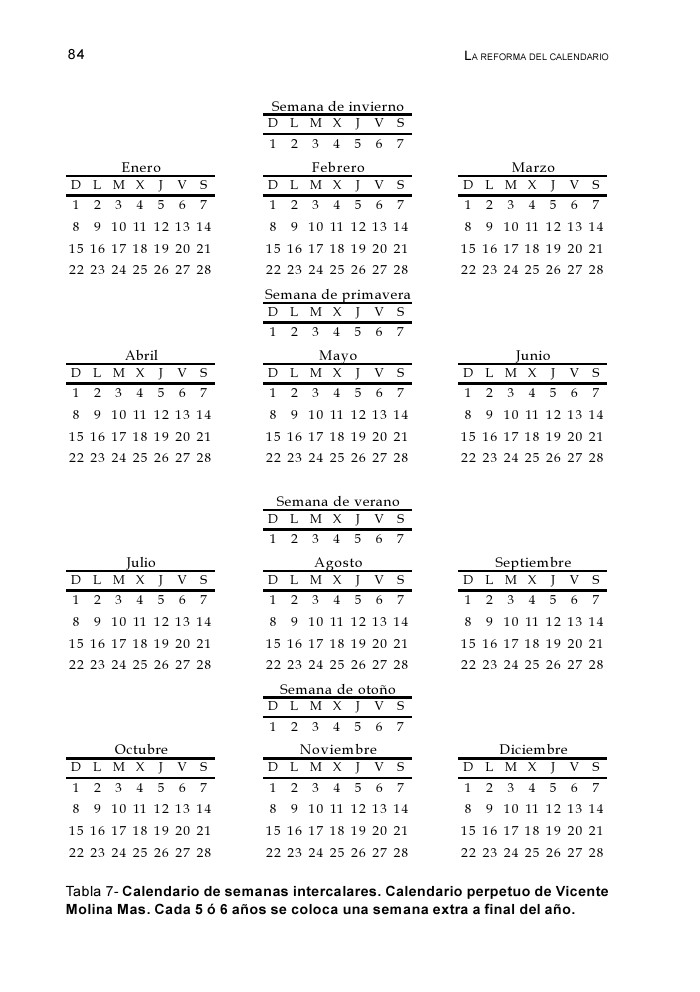 84 LA REFORMA DEL CALENDARIO
Semana de invierno
D L M X J V S
1 2 3 4 5 6 7
Enero Febrero Marzo
D L M X J V S D L M X J V S D L M X J V S
1 2 3 4 5 6 7 1 2 3 4 5 6 7 1 2 3 4 5 6 7
8 9 10 11 12 13 14 8 9 10 11 12 13 14 8 9 10 11 12 13 14
15 16 17 18 19 20 21 15 16 17 18 19 20 21 15 16 17 18 19 20 21
22 23 24 25 26 27 28 22 23 24 25 26 27 28 22 23 24 25 26 27 28
Semana de primavera
D L M X J V S
1 2 3 4 5 6 7
Abril Mayo Junio
D L M X J V S D L M X J V S D L M X J V S
1 2 3 4 5 6 7 1 2 3 4 5 6 7 1 2 3 4 5 6 7
8 9 10 11 12 13 14 8 9 10 11 12 13 14 8 9 10 11 12 13 14
15 16 17 18 19 20 21 15 16 17 18 19 20 21 15 16 17 18 19 20 21
22 23 24 25 26 27 28 22 23 24 25 26 27 28 22 23 24 25 26 27 28
Semana de verano
D L M X J V S
1 2 3 4 5 6 7
Julio Agosto Septiembre
D L M X J V S D L M X J V S D L M X J V S
1 2 3 4 5 6 7 1 2 3 4 5 6 7 1 2 3 4 5 6 7
8 9 10 11 12 13 14 8 9 10 11 12 13 14 8 9 10 11 12 13 14
15 16 17 18 19 20 21 15 16 17 18 19 20 21 15 16 17 18 19 20 21
22 23 24 25 26 27 28 22 23 24 25 26 27 28 22 23 24 25 26 27 28
Semana de otoño
D L M X J V S
1 2 3 4 5 6 7
Octubre Noviembre Diciembre
D L M X J V S D L M X J V S D L M X J V S
1 2 3 4 5 6 7 1 2 3 4 5 6 7 1 2 3 4 5 6 7
8 9 10 11 12 13 14 8 9 10 11 12 13 14 8 9 10 11 12 13 14
15 16 17 18 19 20 21 15 16 17 18 19 20 21 15 16 17 18 19 20 21
22 23 24 25 26 27 28 22 23 24 25 26 27 28 22 23 24 25 26 27 28
Tabla 7- Calendario de semanas intercalares. Calendario perpetuo de Vicente
Molina Mas. Cada 5 ó 6 años se coloca una semana extra a final del año.